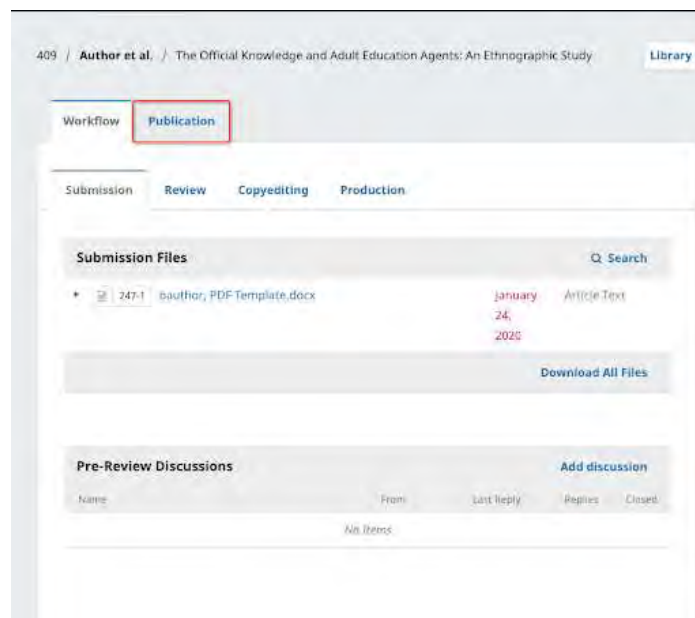 409 / Author et al. / The Official Knowledge and Adult Education Agents: An Ethnographic Study Library
Workflow Publication
Submission Review Copyediting Production
Submission Files Search
247-1 bauthor, PDF Template.docx January Article Text
24,
2020
Download All Files
Pre-Review Discussions Add discussion
Name From Last Reply Replies Closed
No Items